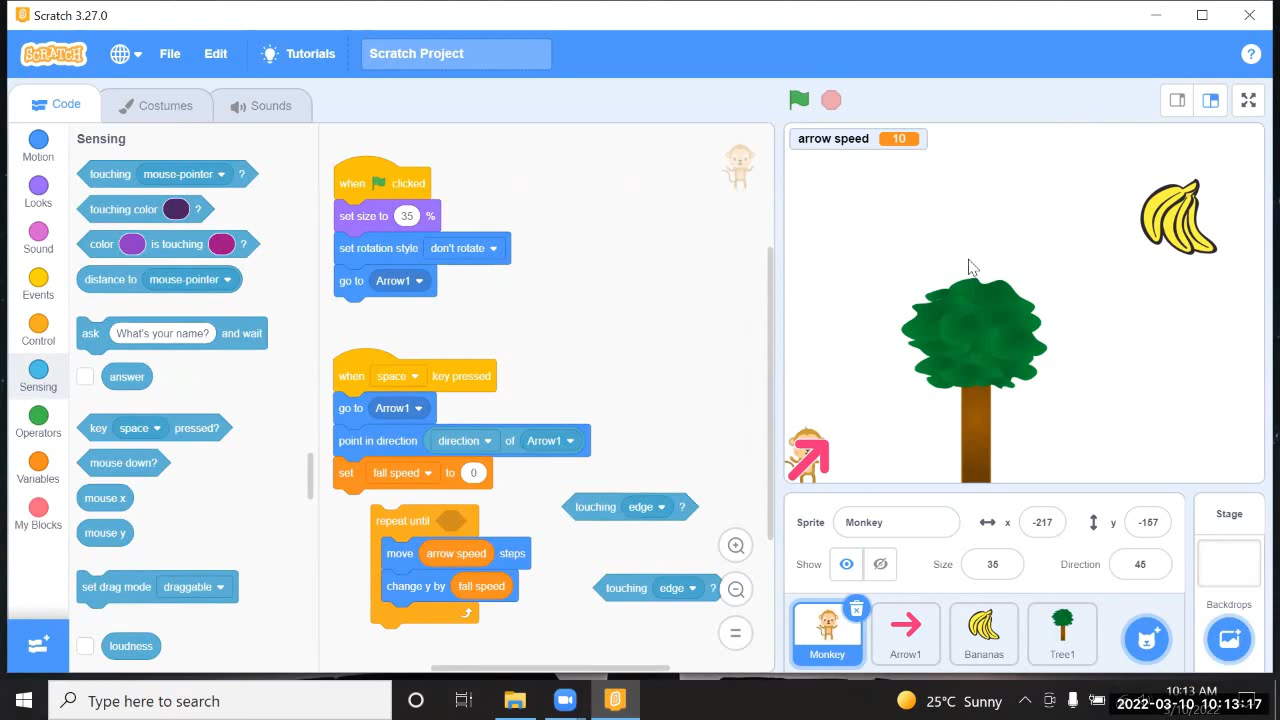 Scratch 3.27.0
SCRATCH File Edit Tutorials Scratch Project ?
Code Costumes Sounds
Motion
Looks
Sound
Events
Control
Sensing
Operators
Variables
My Blocks
Sensing
touching mouse-pointer ?
touching color ?
color is touching ?
distance to mouse-pointer
ask What's your name? and wait
answer
key space pressed?
mouse down?
mouse x
mouse y
set drag mode draggable
loudness
when clicked
set size to 35 %
set rotation style don't rotate
go to Arrow1
when space key pressed
go to Arrow1
point in direction direction of Arrow1
set fall speed to 0
repeat until
move arrow speed steps
change y by fall speed
touching edge ?
touching edge ?
arrow speed 10
Sprite Monkey x -217 y -157
Show Size 35 Direction 45
Monkey
Arrow1
Bananas
Tree1
Stage
Backdrops
Type here to search
25°C Sunny
10:13 AM
2022-03-10 10:13:17